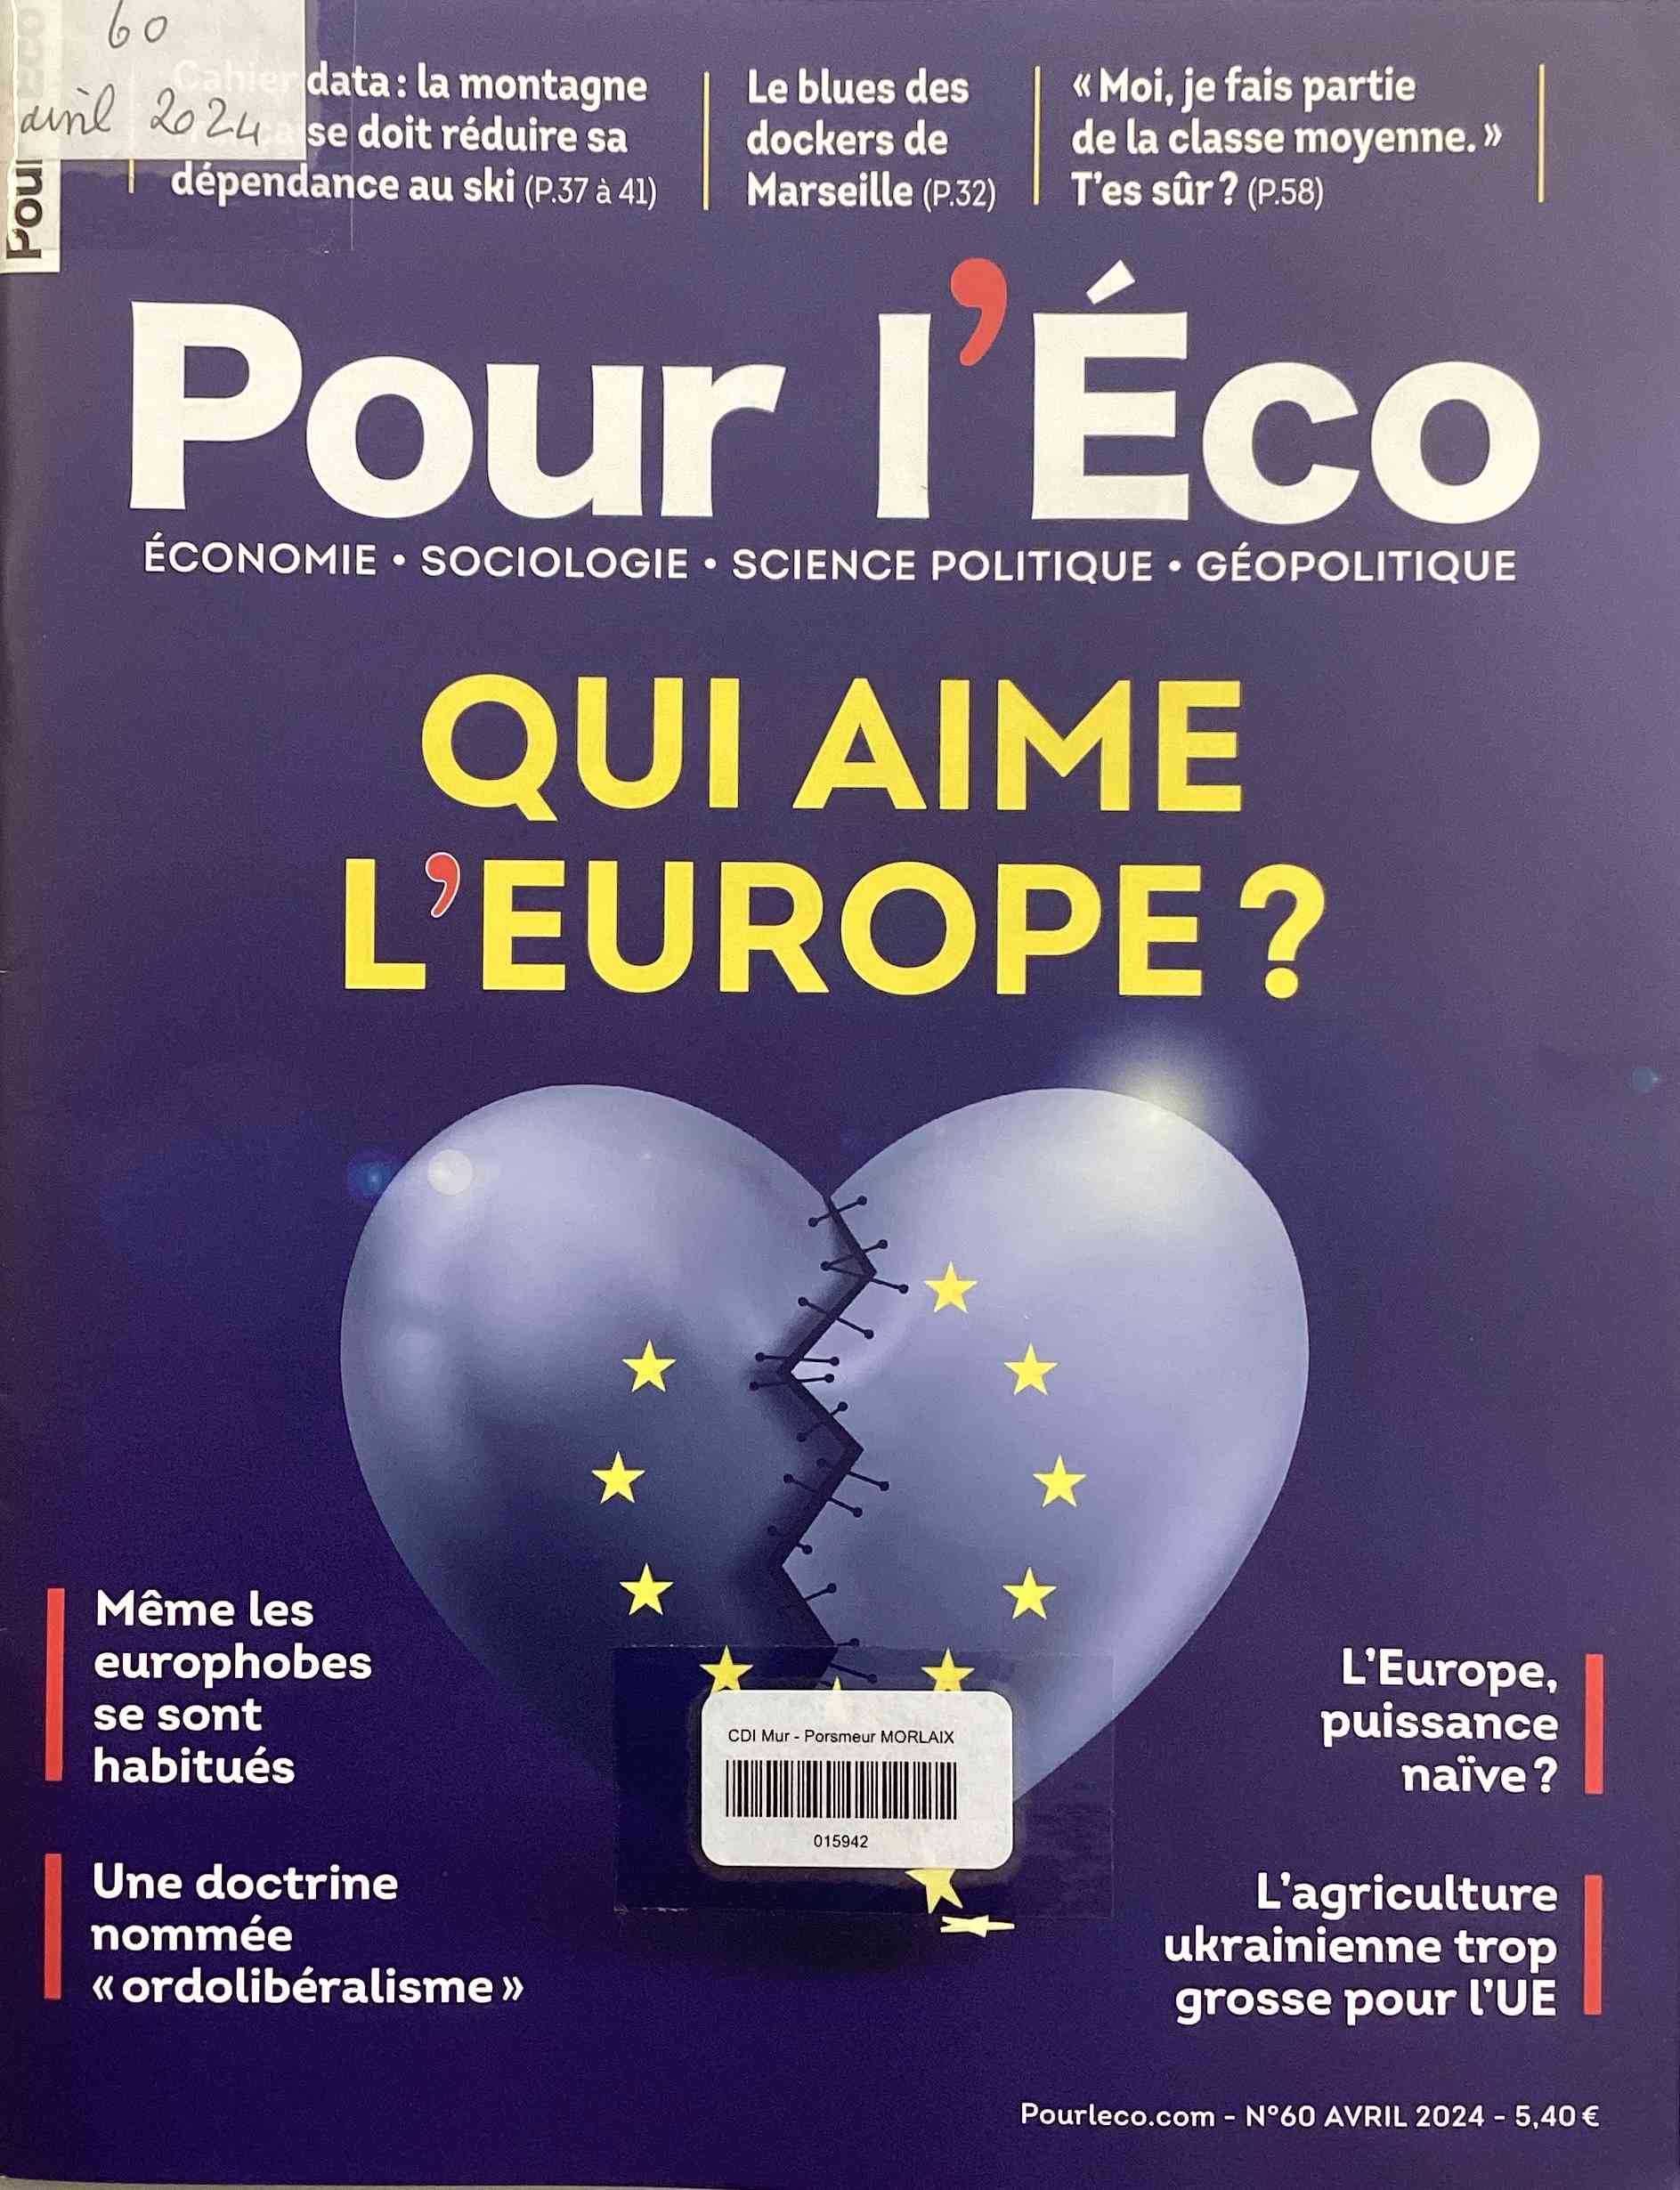 60
avril 2024
Pour
Cahier data : la montagne
se doit réduire sa
dépendance au ski (P.37 à 41)
Le blues des
dockers de
Marseille (P.32)
« Moi, je fais partie
de la classe moyenne. »
T'es sûr ? (P.58)
Pour l'Éco
ÉCONOMIE • SOCIOLOGIE • SCIENCE POLITIQUE • GÉOPOLITIQUE
QUI AIME
L'EUROPE ?
Même les
europhobes
se sont
habitués
Une doctrine
nommée
« ordolibéralisme »
L'Europe,
puissance
naïve ?
L'agriculture
ukrainienne trop
grosse pour l'UE
CDI Mur - Porsmeur MORLAIX
015942
Pourleco.com - N°60 AVRIL 2024 - 5,40 €